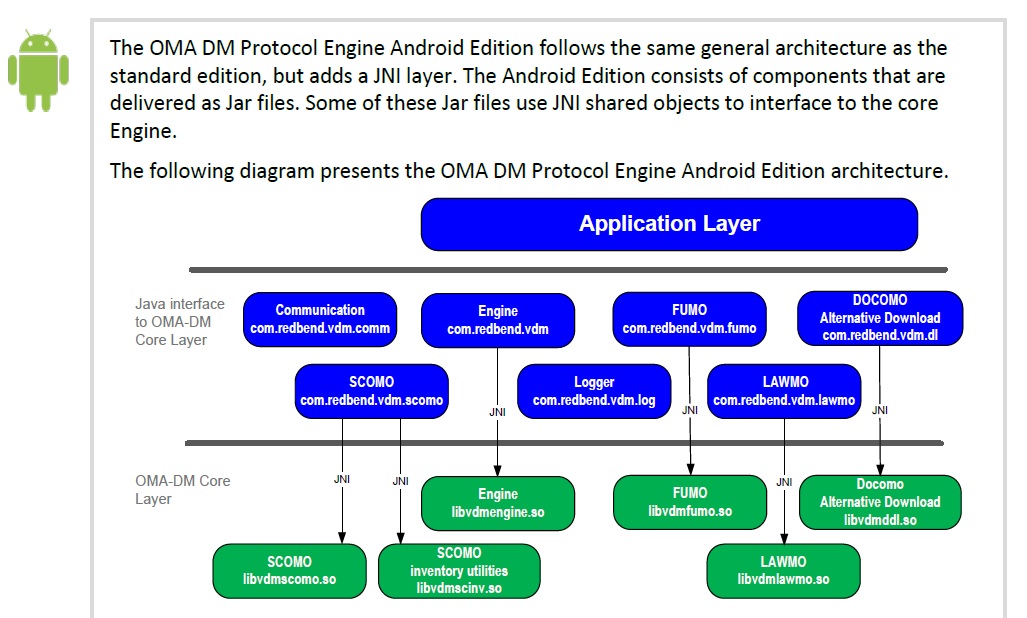 The OMA DM Protocol Engine Android Edition follows the same general architecture as the
standard edition, but adds a JNI layer. The Android Edition consists of components that are
delivered as Jar files. Some of these Jar files use JNI shared objects to interface to the core
Engine.
The following diagram presents the OMA DM Protocol Engine Android Edition architecture.
Application Layer
Java interface
to OMA-DM
Core Layer
Communication
com.redbend.vdm.comm
Engine
com.redbend.vdm
FUMO
com.redbend.vdm.fumo
DOCOMO
Alternative Download
com.redbend.vdm.dl
SCOMO
com.redbend.vdm.scomo
Logger
com.redbend.vdm.log
LAWMO
com.redbend.vdm.lawmo
JNI
JNI
JNI
OMA-DM Core
Layer
JNI
JNI
JNI
Engine
libvdmengine.so
FUMO
libvdmfumo.so
Docomo
Alternative Download
libvdmddl.so
SCOMO
libvdmscomo.so
SCOMO
inventory utilities
libvdmscinv.so
LAWMO
libvdmlawmo.so